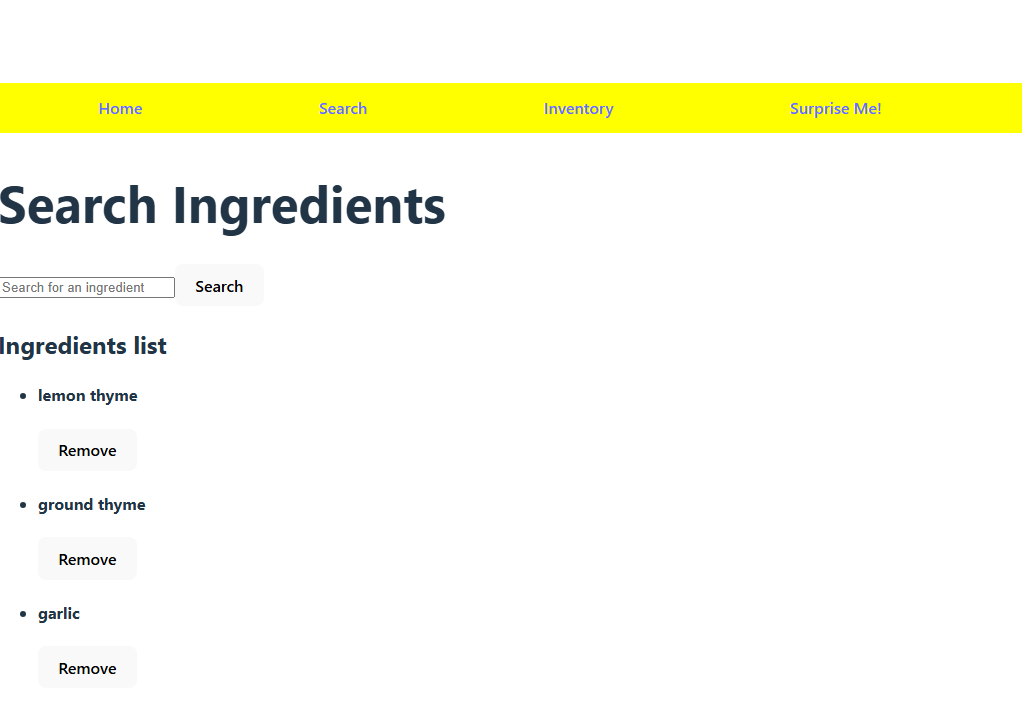 Home Search Inventory Surprise Me!
Search Ingredients
Search for an ingredient Search
Ingredients list
lemon thyme
Remove
ground thyme
Remove
garlic
Remove